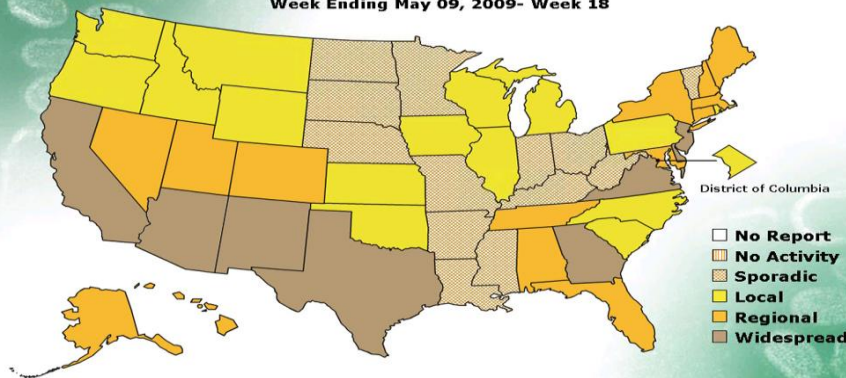 Week Ending May 09, 2009- Week 18
District of Columbia
No Report
No Activity
Sporadic
Local
Regional
Widespread